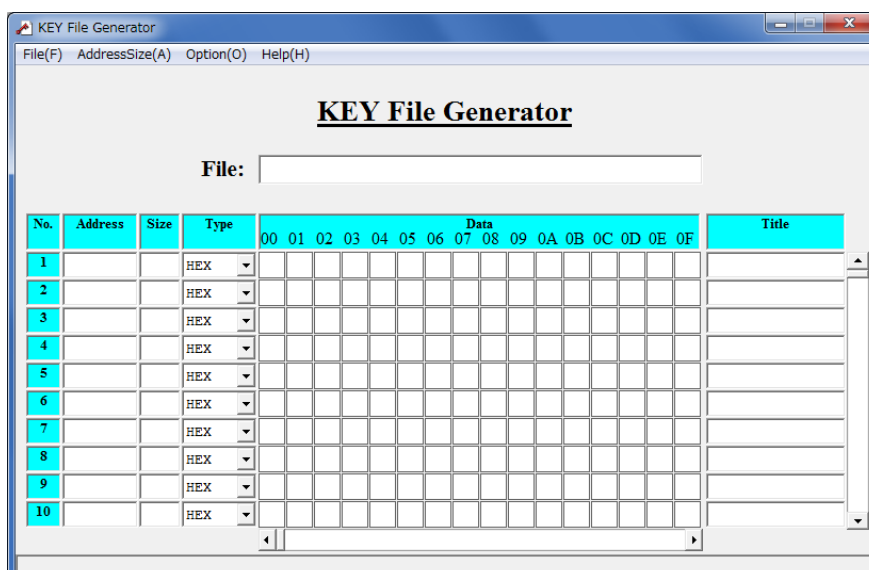 KEY File Generator
File(F) AddressSize(A) Option(O) Help(H)
KEY File Generator
File:
No. Address Size Type Data Title
00 01 02 03 04 05 06 07 08 09 0A 0B 0C 0D 0E 0F
1 HEX
2 HEX
3 HEX
4 HEX
5 HEX
6 HEX
7 HEX
8 HEX
9 HEX
10 HEX